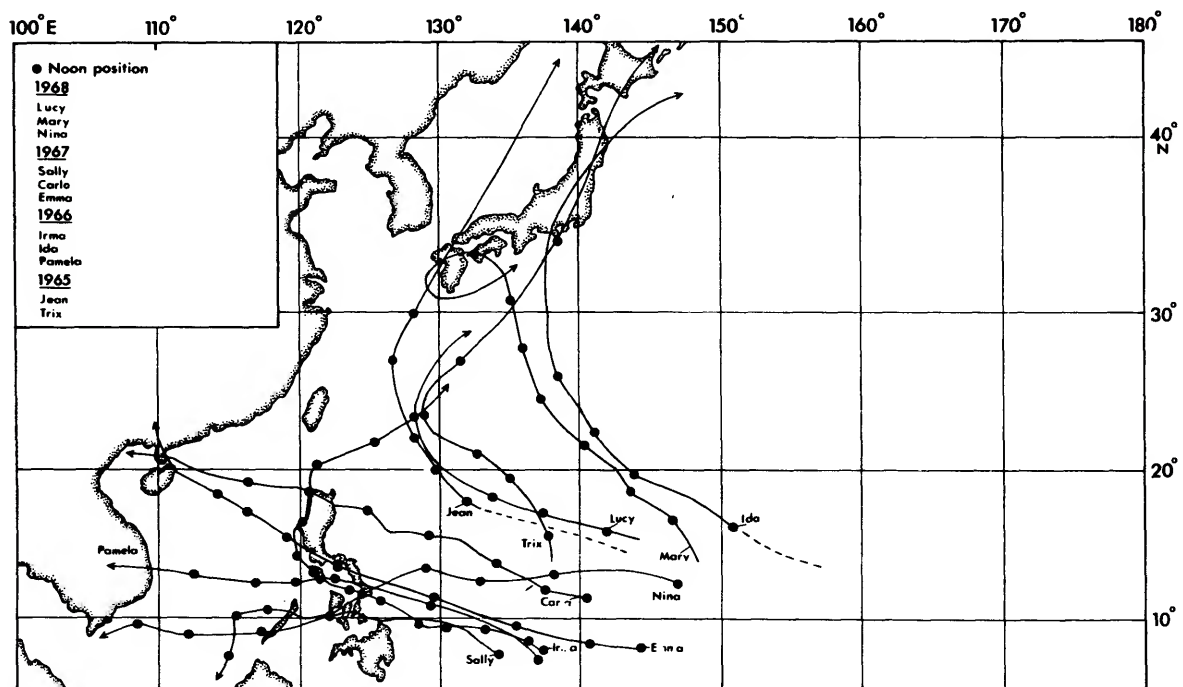 100° E 110° 120° 130° 140° 150° 160° 170° 180°
● Noon position
1968
Lucy
Mary
Nina
1967
Sally
Carlo
Emma
1966
Irma
Ida
Pamela
1965
Jean
Trix
40°
N
30°
20°
Jean
Lucy
Ida
Trix
Mary
Pamela
Nina
10°
Sally